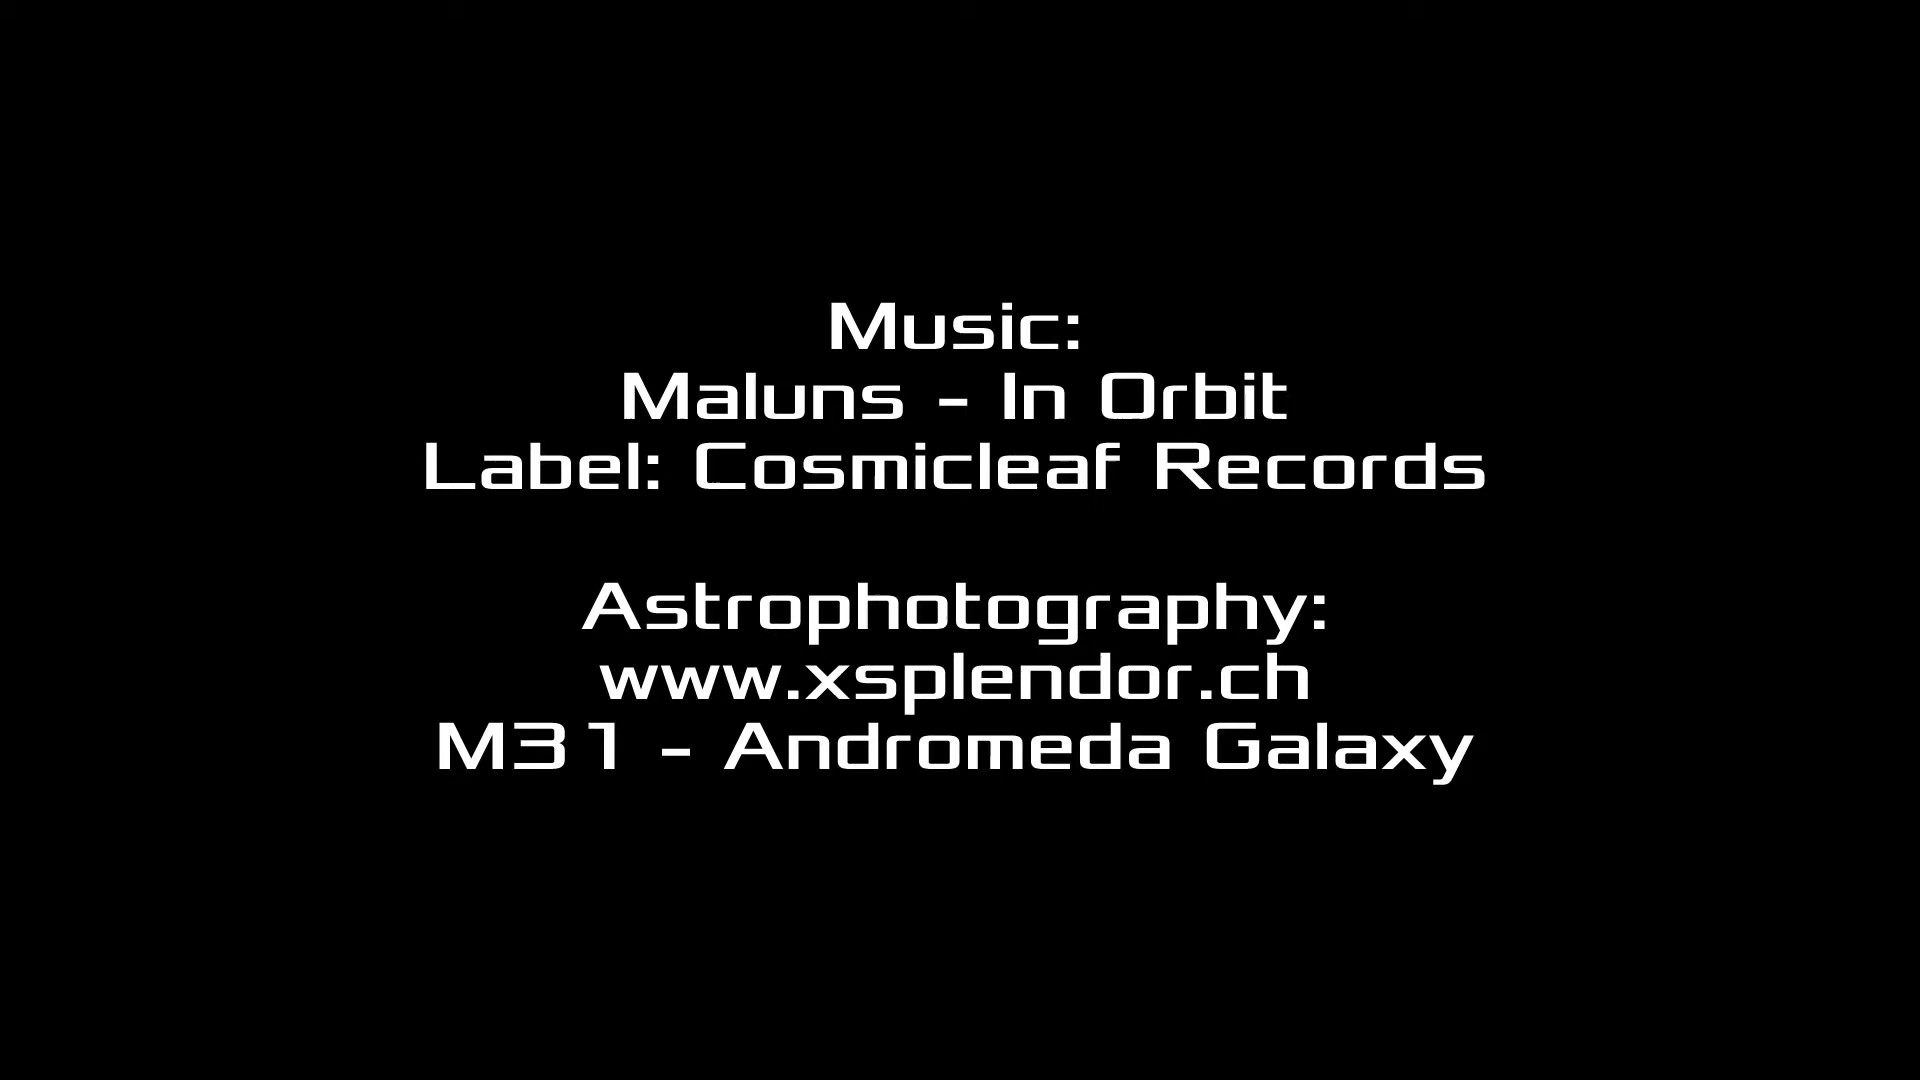 Music:
Maluns - In Orbit
Label: Cosmicleaf Records
Astrophotography:
www.xsplendor.ch
M31 - Andromeda Galaxy